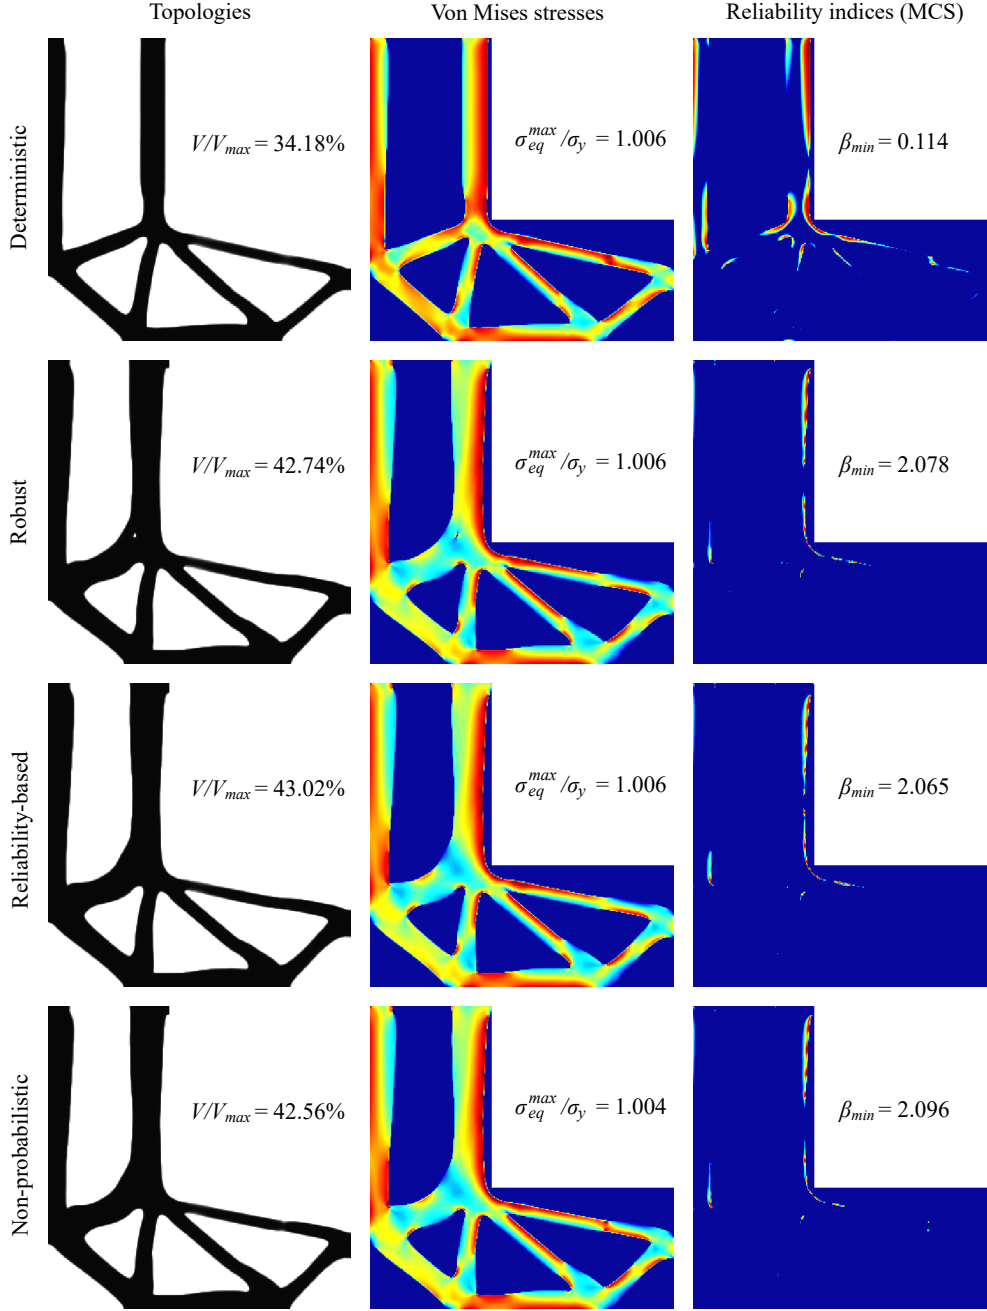 Topologies Von Mises stresses Reliability indices (MCS)
Deterministic
V/V_max = 34.18%
σ_eq^max/σ_y = 1.006
β_min = 0.114
Robust
V/V_max = 42.74%
σ_eq^max/σ_y = 1.006
β_min = 2.078
Reliability-based
V/V_max = 43.02%
σ_eq^max/σ_y = 1.006
β_min = 2.065
Non-probabilistic
V/V_max = 42.56%
σ_eq^max/σ_y = 1.004
β_min = 2.096